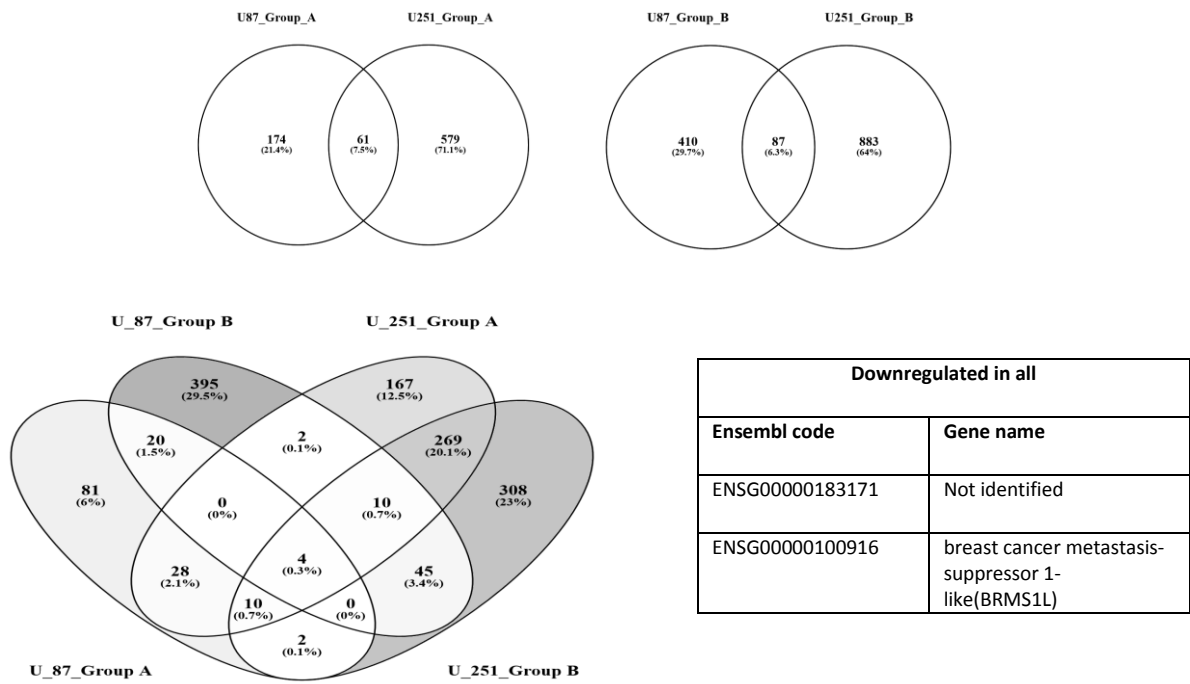 U87_Group_A U251_Group_A U87_Group_B U251_Group_B
174 61 579 410 87 883
(21.4%) (7.5%) (71.1%) (29.7%) (6.3%) (64%)
U_87_Group B U_251_Group A
395 167
(29.5%) (12.5%)
20 2 269
(1.5%) (0.1%) (20.1%)
81 0 10 308
(6%) (0%) (0.7%) (23%)
4
(0.3%)
28 45
(2.1%) (3.4%)
10 0
(0.7%) (0%)
2
(0.1%)
U_87_Group A U_251_Group B
Downregulated in all
Ensembl code Gene name
ENSG00000183171 Not identified
ENSG00000100916 breast cancer metastasis-
suppressor 1-
like(BRMS1L)